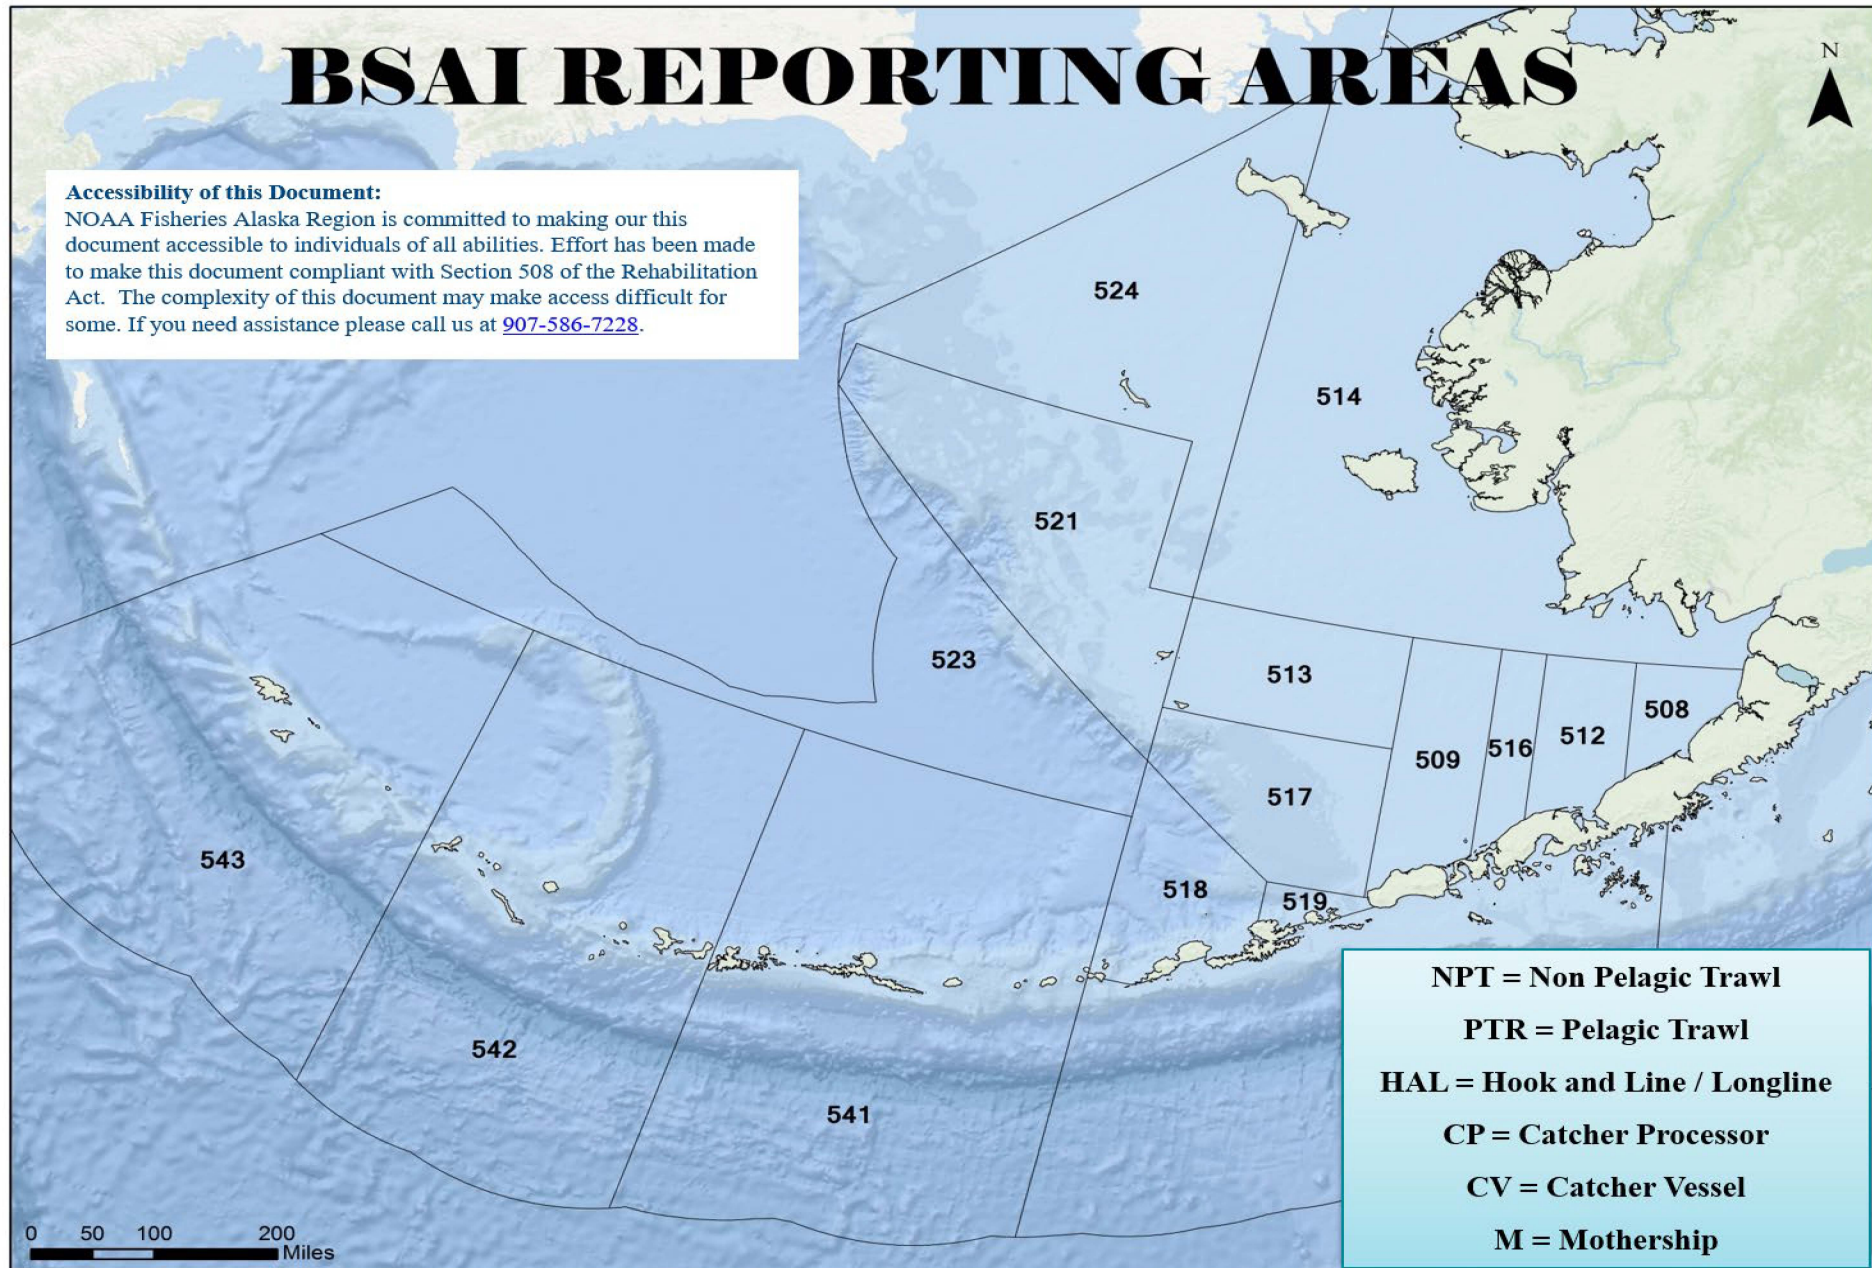 BSAI REPORTING AREAS
N
Accessibility of this Document:
NOAA Fisheries Alaska Region is committed to making our this
document accessible to individuals of all abilities. Effort has been made
to make this document compliant with Section 508 of the Rehabilitation
Act. The complexity of this document may make access difficult for
some. If you need assistance please call us at 907-586-7228.
524
514
521
523
513
508
512
516
509
517
543
518
519
542
541
NPT = Non Pelagic Trawl
PTR = Pelagic Trawl
HAL = Hook and Line / Longline
CP = Catcher Processor
CV = Catcher Vessel
M = Mothership
0 50 100 200
Miles